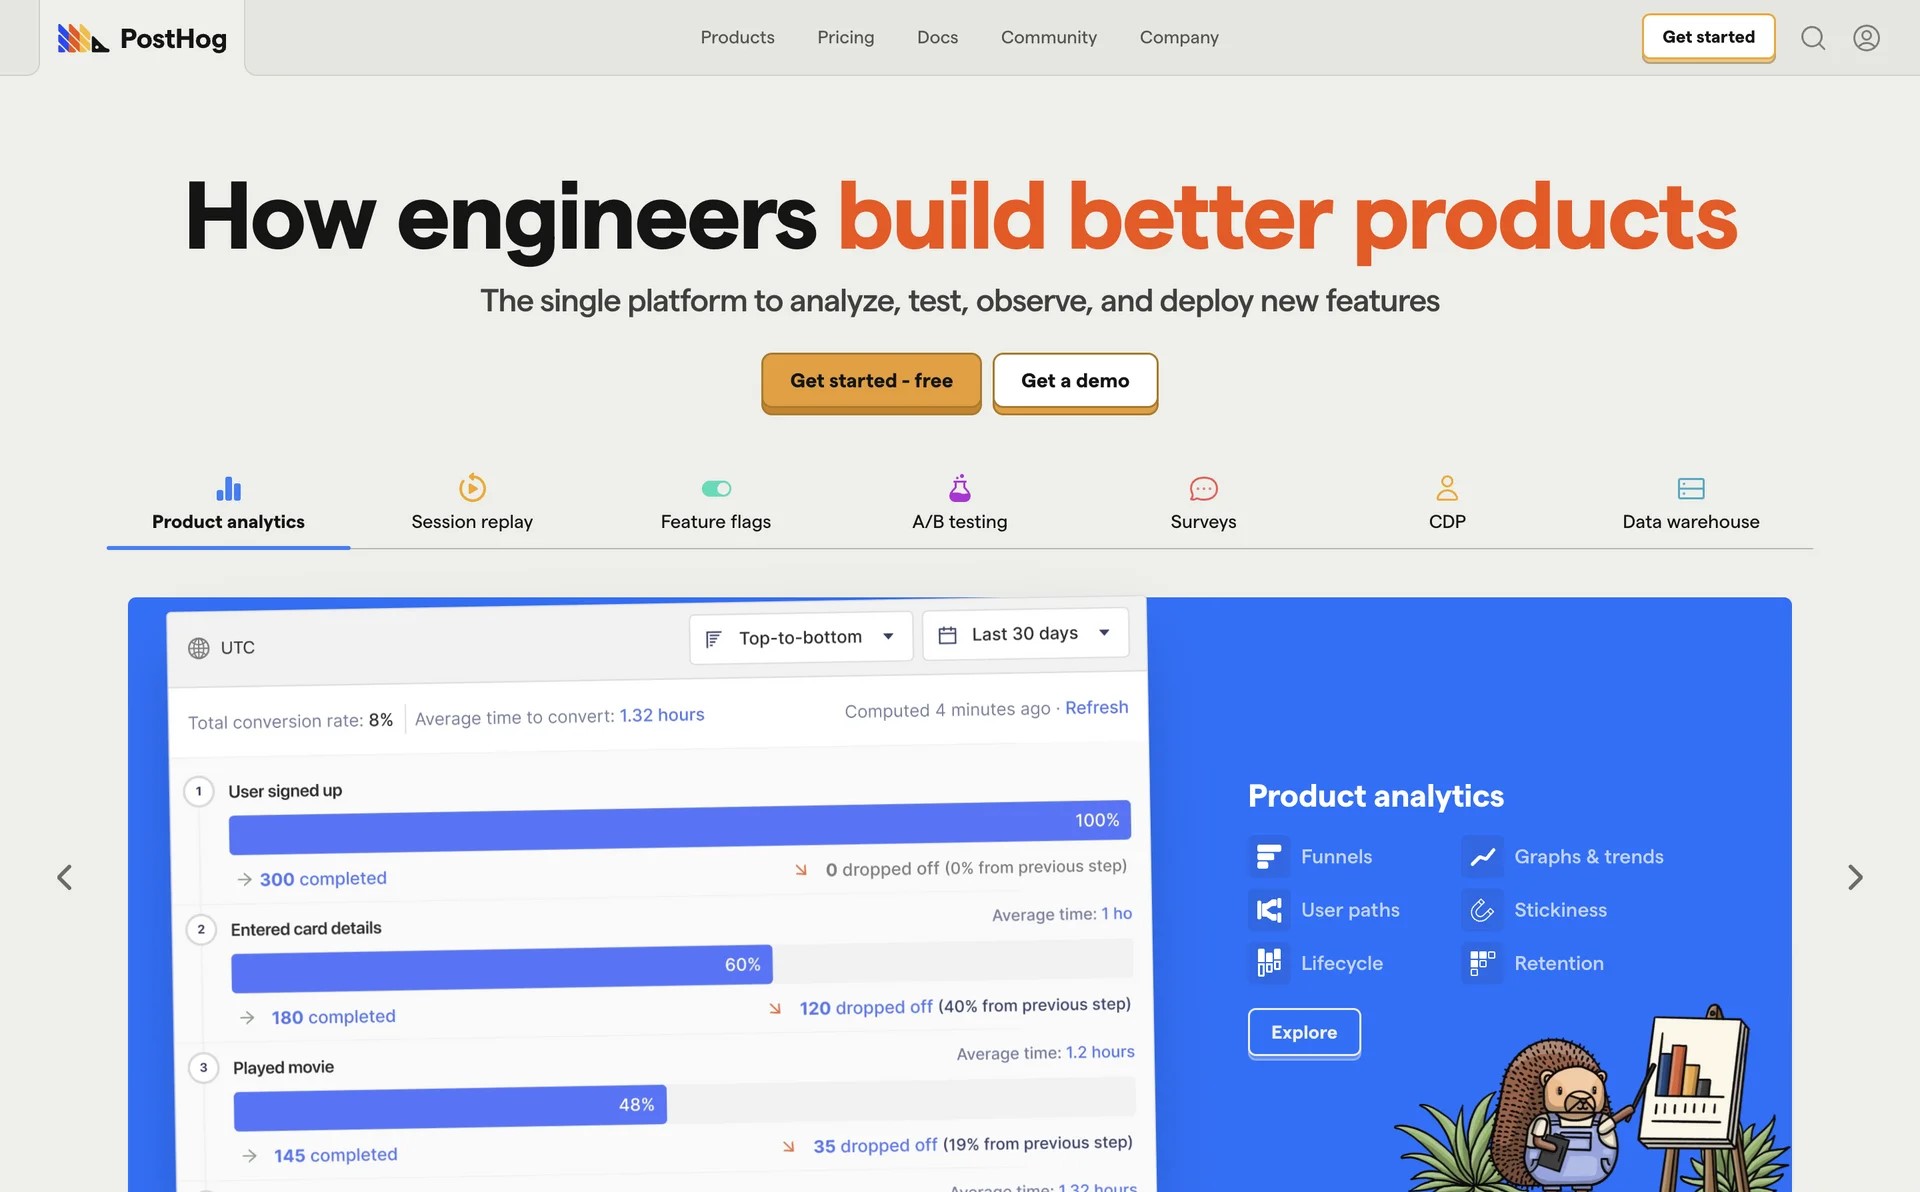 PostHog
Products Pricing Docs Community Company
Get started
How engineers build better products
The single platform to analyze, test, observe, and deploy new features
Get started - free
Get a demo
Product analytics
Session replay
Feature flags
A/B testing
Surveys
CDP
Data warehouse
UTC
Top-to-bottom
Last 30 days
Total conversion rate: 8%
Average time to convert: 1.32 hours
Computed 4 minutes ago · Refresh
1 User signed up
100%
→ 300 completed
0 dropped off (0% from previous step)
2 Entered card details
Average time: 1 ho
60%
→ 180 completed
120 dropped off (40% from previous step)
3 Played movie
Average time: 1.2 hours
48%
→ 145 completed
35 dropped off (19% from previous step)
Average time: 1.32 hours
Product analytics
Funnels
Graphs & trends
User paths
Stickiness
Lifecycle
Retention
Explore